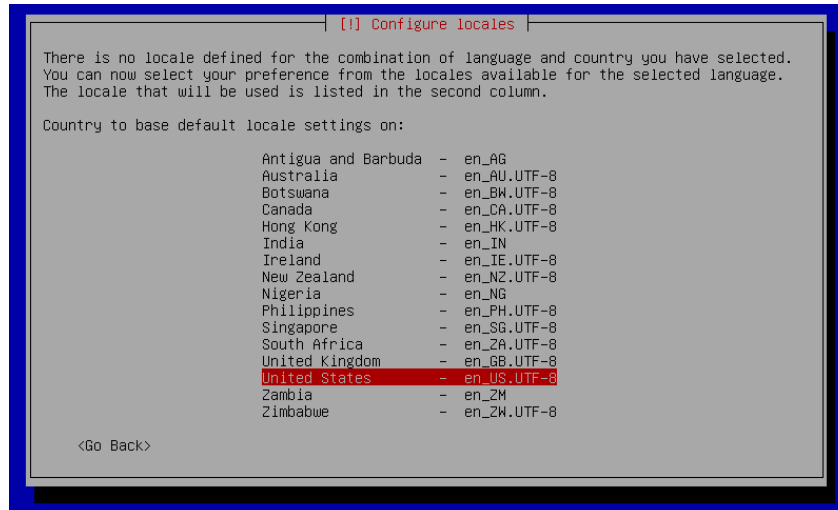 [!] Configure locales
There is no locale defined for the combination of language and country you have selected.
You can now select your preference from the locales available for the selected language.
The locale that will be used is listed in the second column.
Country to base default locale settings on:
Antigua and Barbuda - en_AG
Australia - en_AU.UTF-8
Botswana - en_BW.UTF-8
Canada - en_CA.UTF-8
Hong Kong - en_HK.UTF-8
India - en_IN
Ireland - en_IE.UTF-8
New Zealand - en_NZ.UTF-8
Nigeria - en_NG
Philippines - en_PH.UTF-8
Singapore - en_SG.UTF-8
South Africa - en_ZA.UTF-8
United Kingdom - en_GB.UTF-8
United States - en_US.UTF-8
Zambia - en_ZM
Zimbabwe - en_ZW.UTF-8
<Go Back>